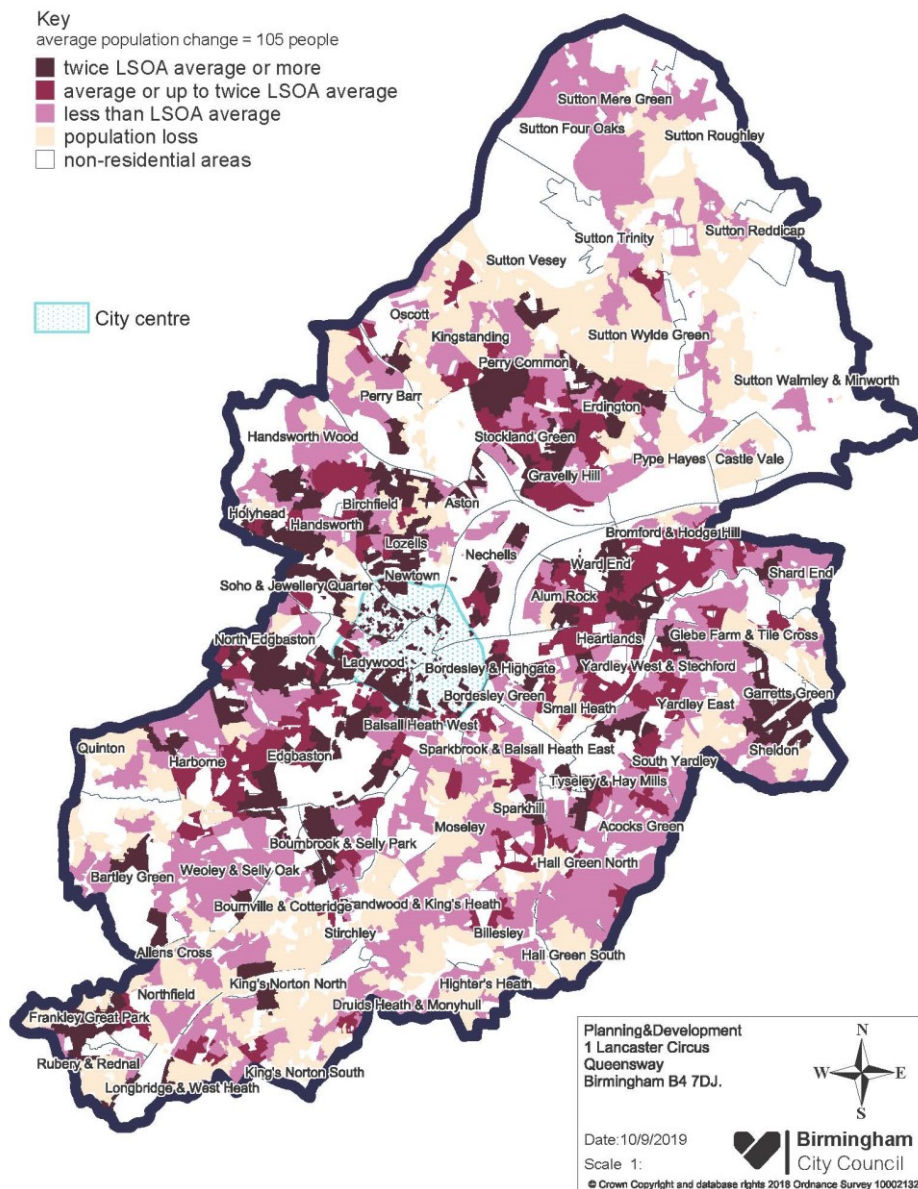 Key
average population change = 105 people
twice LSOA average or more
average or up to twice LSOA average
less than LSOA average
population loss
non-residential areas
City centre
Sutton Mere Green
Sutton Four Oaks
Sutton Roughley
Sutton Reddicap
Sutton Trinity
Sutton Vesey
Oscott
Kingstanding
Sutton Wylde Green
Perry Common
Sutton Walmley & Minworth
Perry Barr
Erdington
Handsworth Wood
Stockland Green
Pype Hayes
Castle Vale
Gravelly Hill
Birchfield
Aston
Holyhead
Handsworth
Bromford & Hodge Hill
Lozells
Nechells
Ward End
Newtown
Shard End
Soho & Jewellery Quarter
Alum Rock
North Edgbaston
Heartlands
Glebe Farm & Tile Cross
Ladywood
Bordesley & Highgate
Yardley West & Stechford
Bordesley Green
Garretts Green
Small Heath
Yardley East
Balsall Heath West
Quinton
Harborne
Edgbaston
Sparkbrook & Balsall Heath East
South Yardley
Sheldon
Tyseley & Hay Mills
Sparkhill
Moseley
Acocks Green
Bournbrook & Selly Park
Hall Green North
Bartley Green
Weoley & Selly Oak
Bournville & Cotteridge
Brandwood & King's Heath
Stirchley
Billesley
Allens Cross
Hall Green South
King's Norton North
Highter's Heath
Northfield
Druids Heath & Monyhull
Frankley Great Park
Rubery & Rednal
King's Norton South
Longbridge & West Heath
Planning&Development
1 Lancaster Circus
Queensway
Birmingham B4 7DJ.
N
W E
S
Date:10/9/2019
Scale 1:
Birmingham
City Council
© Crown Copyright and database rights 2018 Ordnance Survey 10002132